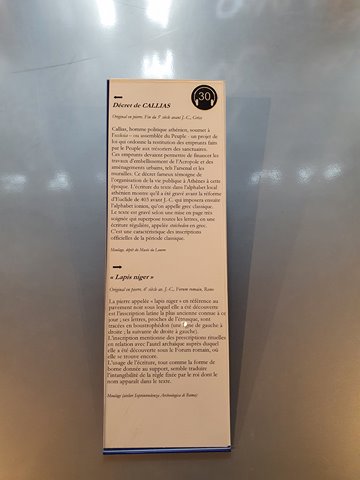 30
Décret de CALLIAS
Original en pierre. Fin du 5e siècle avant J.-C., Grèce
Callias, homme politique athénien, soumet à
l'ecclesia – ou assemblée du Peuple - un projet de
loi qui ordonne la restitution des emprunts faits
par le Peuple aux trésoriers des sanctuaires.
Ces emprunts devaient permettre de financer les
travaux d'embellissement de l'Acropole et des
aménagements urbains, tels l'arsenal et les
murailles. Ce décret fameux témoigne de
l'organisation de la vie publique à Athènes à cette
époque. L'écriture du texte dans l'alphabet local
athénien montre qu'il a été gravé avant la réforme
d'Euclide de 403 avant J.-C. qui imposera ensuite
l'alphabet ionien, qu'on appelle grec classique.
Le texte est gravé selon une mise en page très
soignée qui superpose toutes les lettres, en une
écriture régulière, appelée stoichedon en grec.
C'est une caractéristique des inscriptions
officielles de la période classique.
Moulage, dépôt du Musée du Louvre
« Lapis niger »
Original en pierre, 6e siècle av. J.-C., Forum romain, Rome
La pierre appelée « lapis niger » en référence au
pavement noir sous lequel elle a été découverte
est l'inscription latine la plus ancienne connue à ce
jour ; ses lettres, proches de l'étrusque, sont
tracées en boustrophédon (une ligne de gauche à
droite ; la suivante de droite à gauche).
L'inscription mentionne des prescriptions rituelles
en relation avec l'autel archaïque auprès duquel
elle a été découverte sous le Forum romain, où
elle se trouve encore.
L'usage de l'écriture, tout comme la forme de
borne donnée au support, semble traduire
l'intangibilité de la règle fixée par le roi dont le
nom apparaît dans le texte.
Moulage (atelier Soprintendenza Archeologica di Roma)